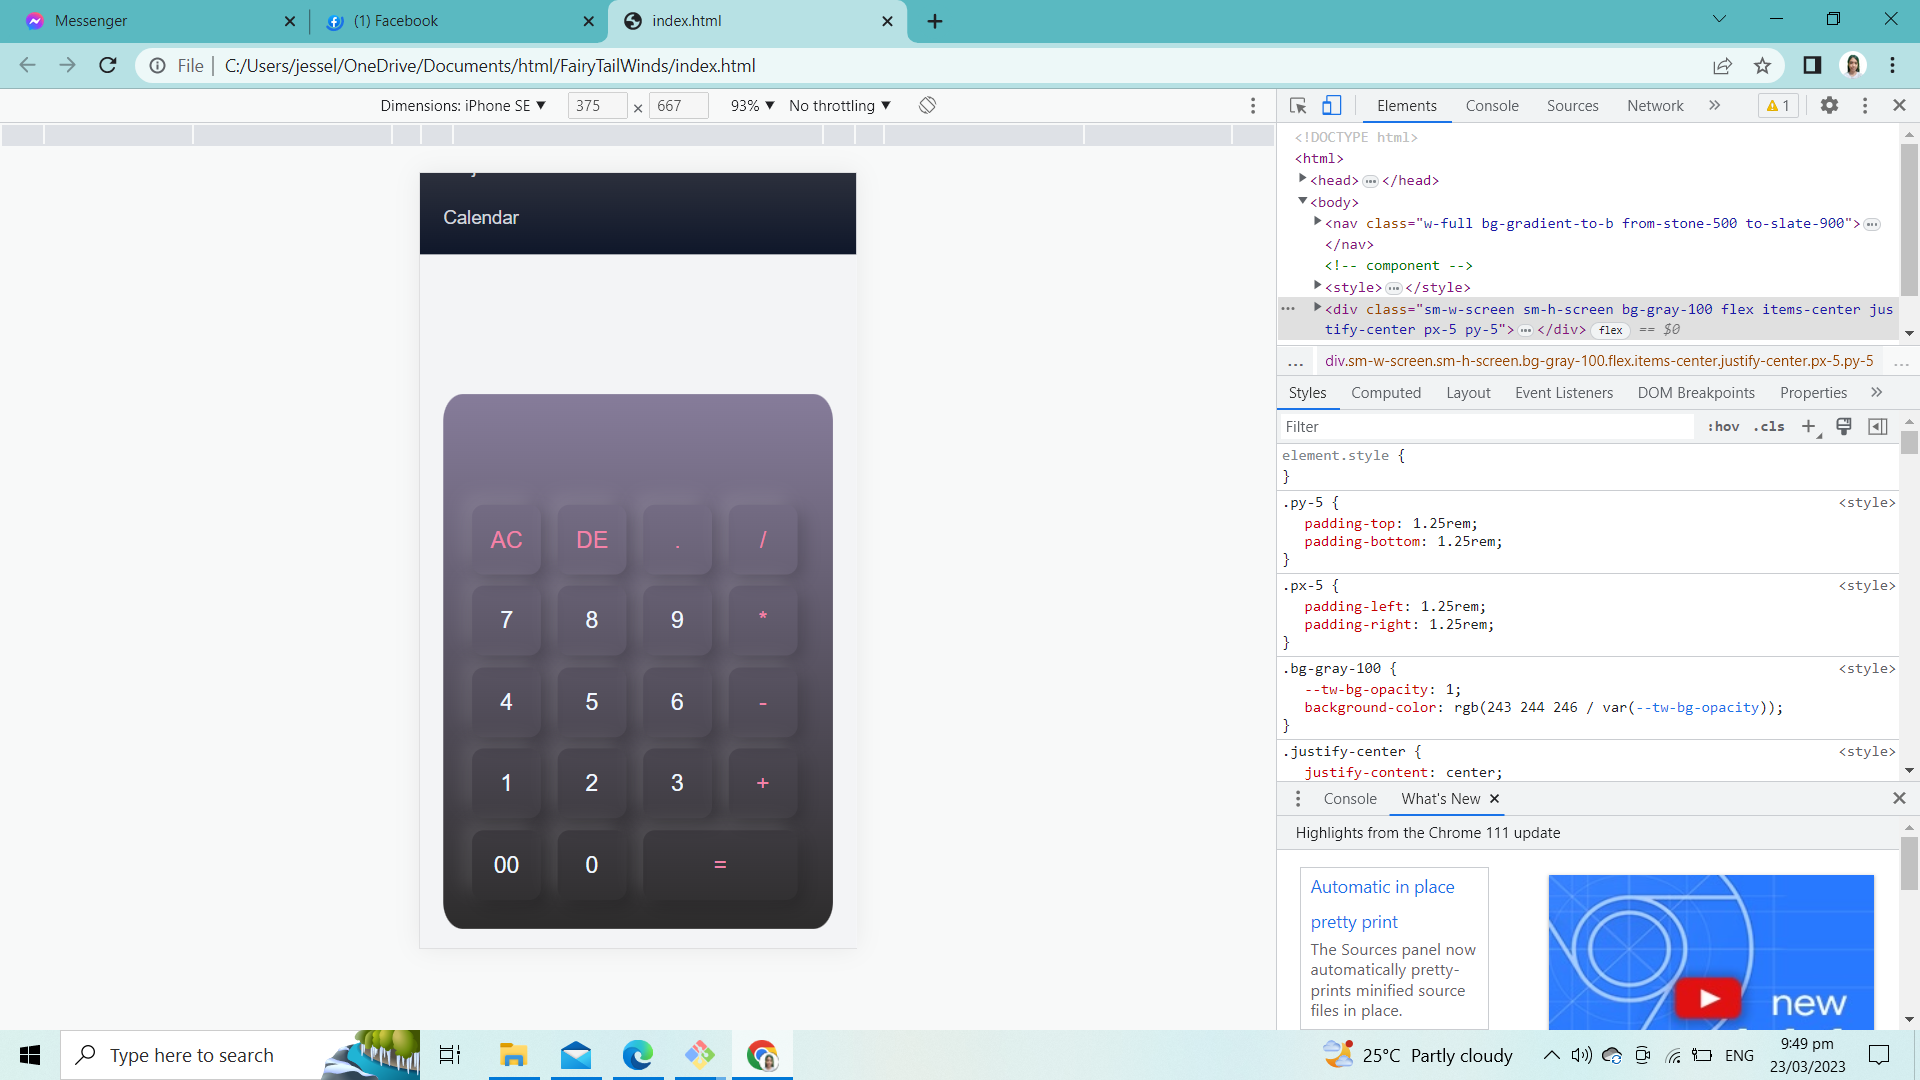 Messenger
(1) Facebook
index.html
File
C:/Users/jessel/OneDrive/Documents/html/FairyTailWinds/index.html
Dimensions: iPhone SE ▼ 375 × 667 93% ▼ No throttling ▼
Elements Console Sources Network » 1
<!DOCTYPE html>
<html>
<head>…</head>
<body>
<nav class="w-full bg-gradient-to-b from-stone-500 to-slate-900">…
</nav>
<!-- component -->
<style>…</style>
<div class="sm-w-screen sm-h-screen bg-gray-100 flex items-center jus
tify-center px-5 py-5">…</div> flex == $0
... div.sm-w-screen.sm-h-screen.bg-gray-100.flex.items-center.justify-center.px-5.py-5 ...
Styles Computed Layout Event Listeners DOM Breakpoints Properties »
Filter :hov .cls +
element.style {
}
.py-5 { <style>
padding-top: 1.25rem;
padding-bottom: 1.25rem;
}
.px-5 { <style>
padding-left: 1.25rem;
padding-right: 1.25rem;
}
.bg-gray-100 { <style>
--tw-bg-opacity: 1;
background-color: rgb(243 244 246 / var(--tw-bg-opacity));
}
.justify-center { <style>
justify-content: center;
Console What's New
Highlights from the Chrome 111 update
Automatic in place
pretty print
The Sources panel now
automatically pretty-
prints minified source
files in place.
new
Calendar
AC DE . /
7 8 9 *
4 5 6 -
1 2 3 +
00 0 =
Type here to search
25°C Partly cloudy
ENG
9:49 pm
23/03/2023